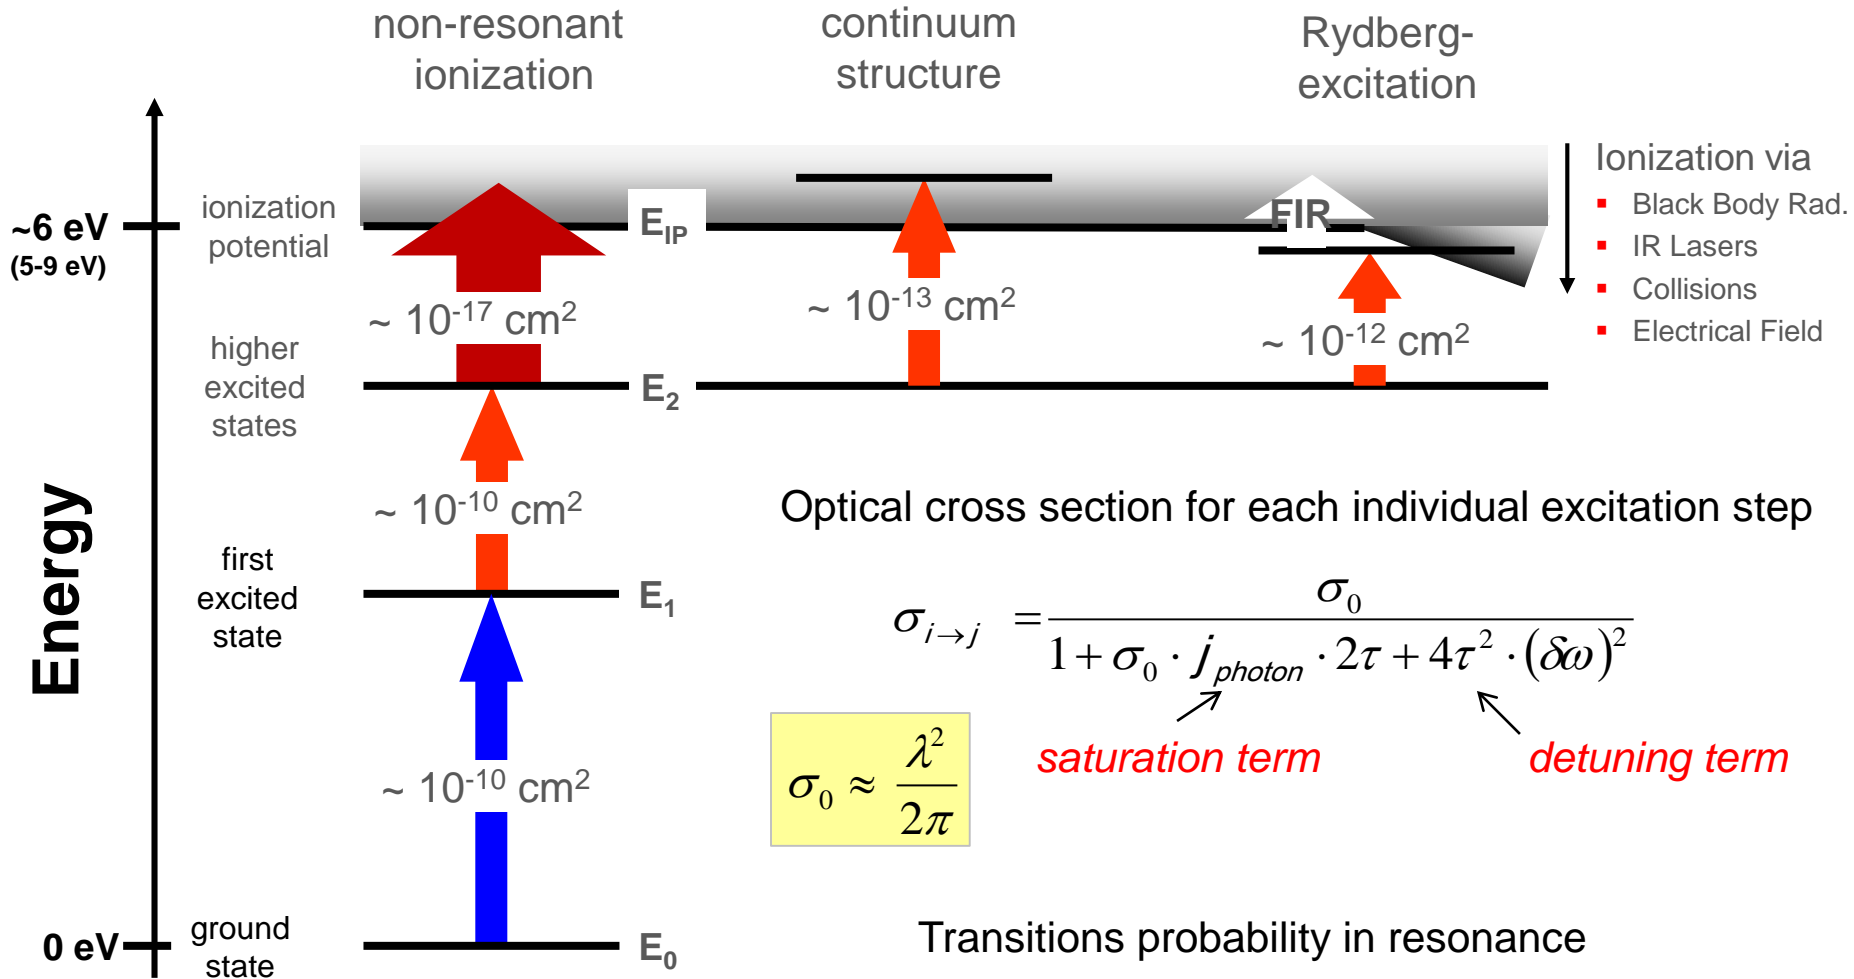 non-resonant
ionization
continuum
structure
Rydberg-
excitation
~6 eV
(5-9 eV)
ionization
potential
E_IP
FIR
Ionization via
▪ Black Body Rad.
▪ IR Lasers
▪ Collisions
▪ Electrical Field
~ 10^-17 cm^2
~ 10^-13 cm^2
~ 10^-12 cm^2
higher
excited
states
E_2
~ 10^-10 cm^2
Optical cross section for each individual excitation step
Energy
first
excited
state
E_1
σ_{i→j} = σ_0 / (1 + σ_0 · j_photon · 2τ + 4τ^2 · (δω)^2)
saturation term
detuning term
σ_0 ≈ λ^2 / 2π
~ 10^-10 cm^2
0 eV
ground
state
E_0
Transitions probability in resonance